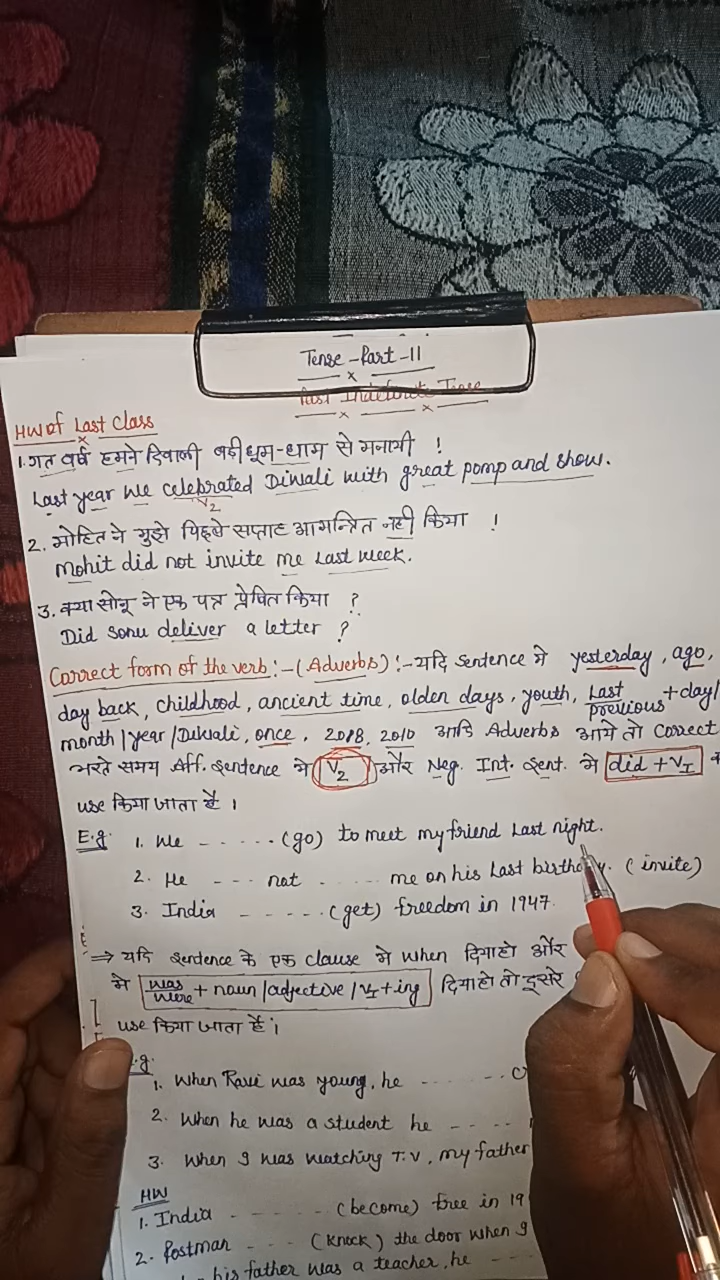 Tense-Part-II
Past Indefinite Tense
HW of Last Class
1. गत वर्ष हमने दिवाली बड़ी धूम-धाम से मनायी !
Last year we celebrated Diwali with great pomp and show.
V2
2. मोहित ने मुझे पिछले सप्ताह आमन्त्रित नहीं किया !
Mohit did not invite me Last week.
3. क्या सोनू ने एक पत्र प्रेषित किया ?
Did Sonu deliver a letter ?
Correct form of the verb:-(Adverbs):- यदि sentence मे yesterday, ago,
day back, childhood, ancient time, olden days, youth, Last/previous + day/
month/year/Diwali, once, 2018, 2010 आदि Adverbs आये तो Correct
भरते समय Aff. sentence मे V2 और Neg. Int. Sent. मे did + VI
use किया जाता है ।
E.g. 1. We - ..... (go) to meet my friend Last night.
2. He --- not ... me on his Last birthday. (invite)
3. India ----- (get) freedom in 1947.
⇒ यदि sentence के एक clause मे when दिया हो और
मे was/were + noun/adjective/VI+ing दिया हो तो दूसरे
use किया जाता है ।
1. When Ravi was young, he -------
2. When he was a student he ----
3. When I was watching T.V, my father
HW
1. India ------ (become) free in 19
2. Postman --- (knock) the door when I
his father was a teacher, he ---